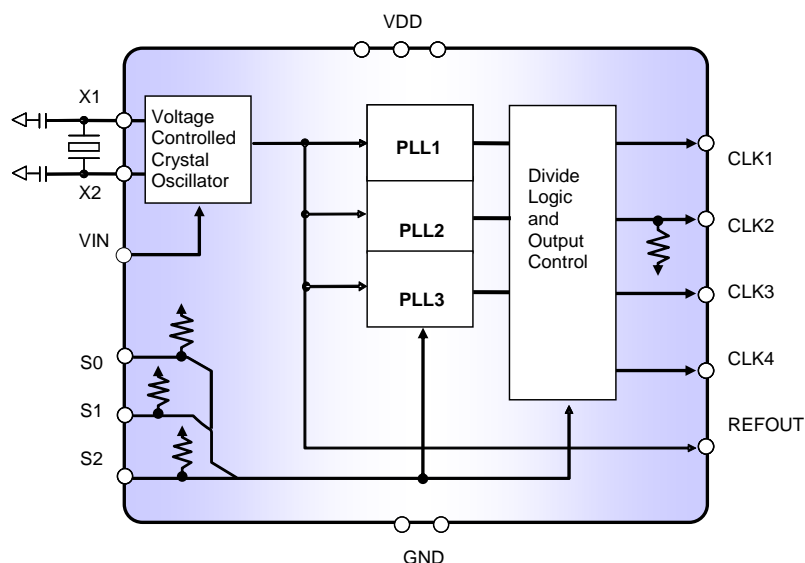 VDD
X1
X2
VIN
S0
S1
S2
Voltage
Controlled
Crystal
Oscillator
PLL1
PLL2
PLL3
Divide
Logic
and
Output
Control
CLK1
CLK2
CLK3
CLK4
REFOUT
GND